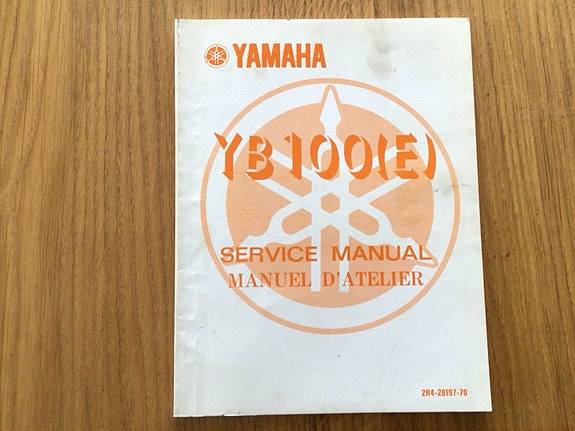 YAMAHA
YB100(E)
SERVICE MANUAL
MANUEL D'ATELIER
2R4-28197-70